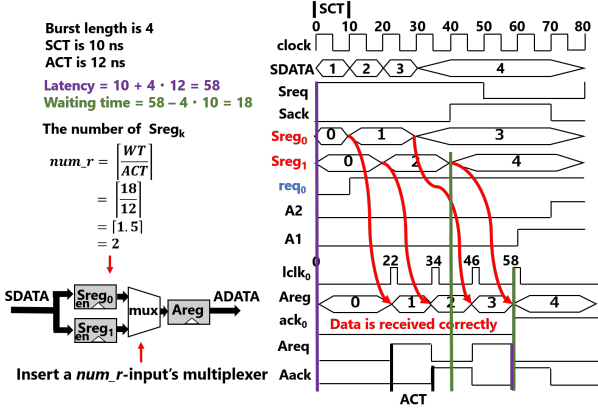 Burst length is 4
SCT is 10 ns
ACT is 12 ns
Latency = 10 + 4 · 12 = 58
Waiting time = 58 – 4 · 10 = 18
The number of Sregk
num_r = ⌈WT/ACT⌉
= ⌈18/12⌉
= ⌈1.5⌉
= 2
SDATA
Sreg0
en
Sreg1
en
mux
Areg
ADATA
Insert a num_r-input's multiplexer
SCT
0 10 20 30 40 50 60 70 80
clock
SDATA 1 2 3 4
Sreq
Sack
Sreg0 0 1 3
Sreg1 0 2 4
req0
A2
A1
0 22 34 46 58
lclk0
Areg 0 1 2 3 4
ack0
Data is received correctly
Areq
Aack
ACT